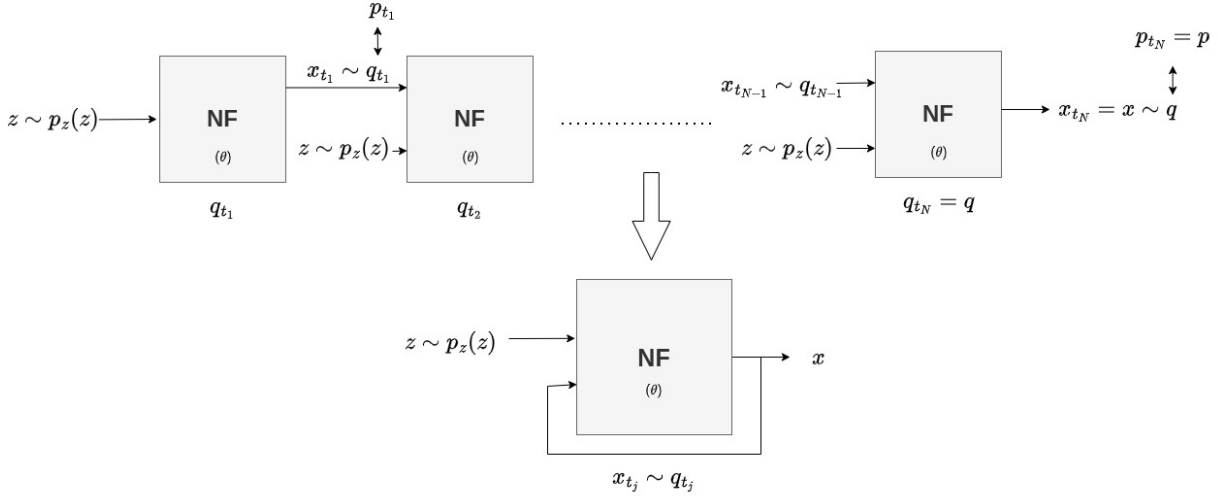 p_{t_1}
x_{t_1} ∼ q_{t_1}
z ∼ p_z(z)
NF
(θ)
q_{t_1}
z ∼ p_z(z)
NF
(θ)
q_{t_2}
.......................
p_{t_N} = p
x_{t_{N-1}} ∼ q_{t_{N-1}}
z ∼ p_z(z)
NF
(θ)
x_{t_N} = x ∼ q
q_{t_N} = q
z ∼ p_z(z)
NF
(θ)
x
x_{t_j} ∼ q_{t_j}